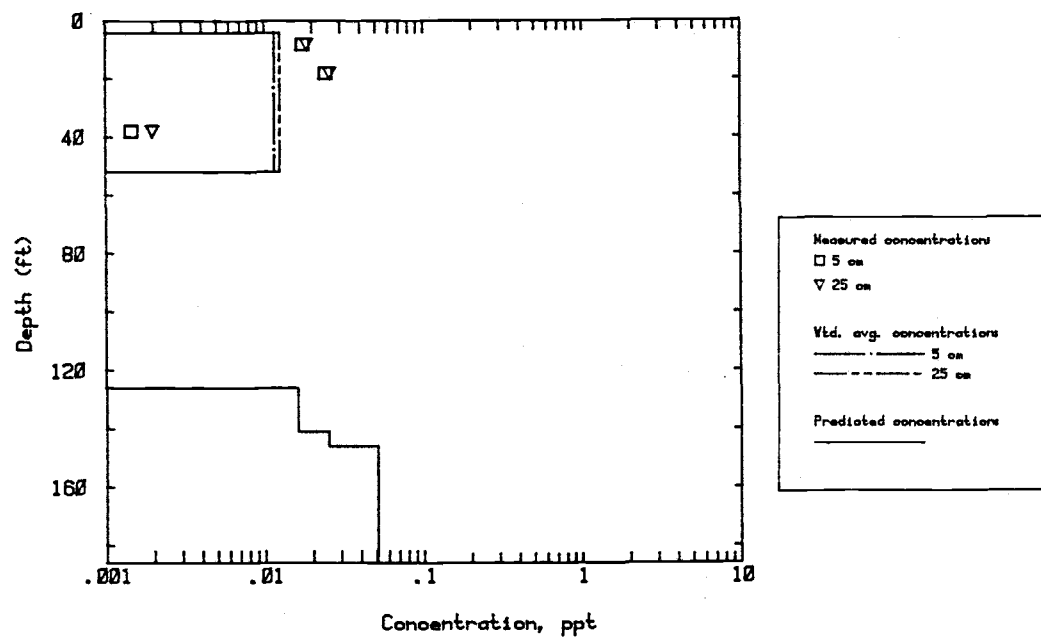 0
40
80
120
160
Depth (ft)
.001
.01
.1
1
10
Concentration, ppt
Measured concentrations
5 cm
25 cm
Wtd. avg. concentrations
5 cm
25 cm
Predicted concentrations